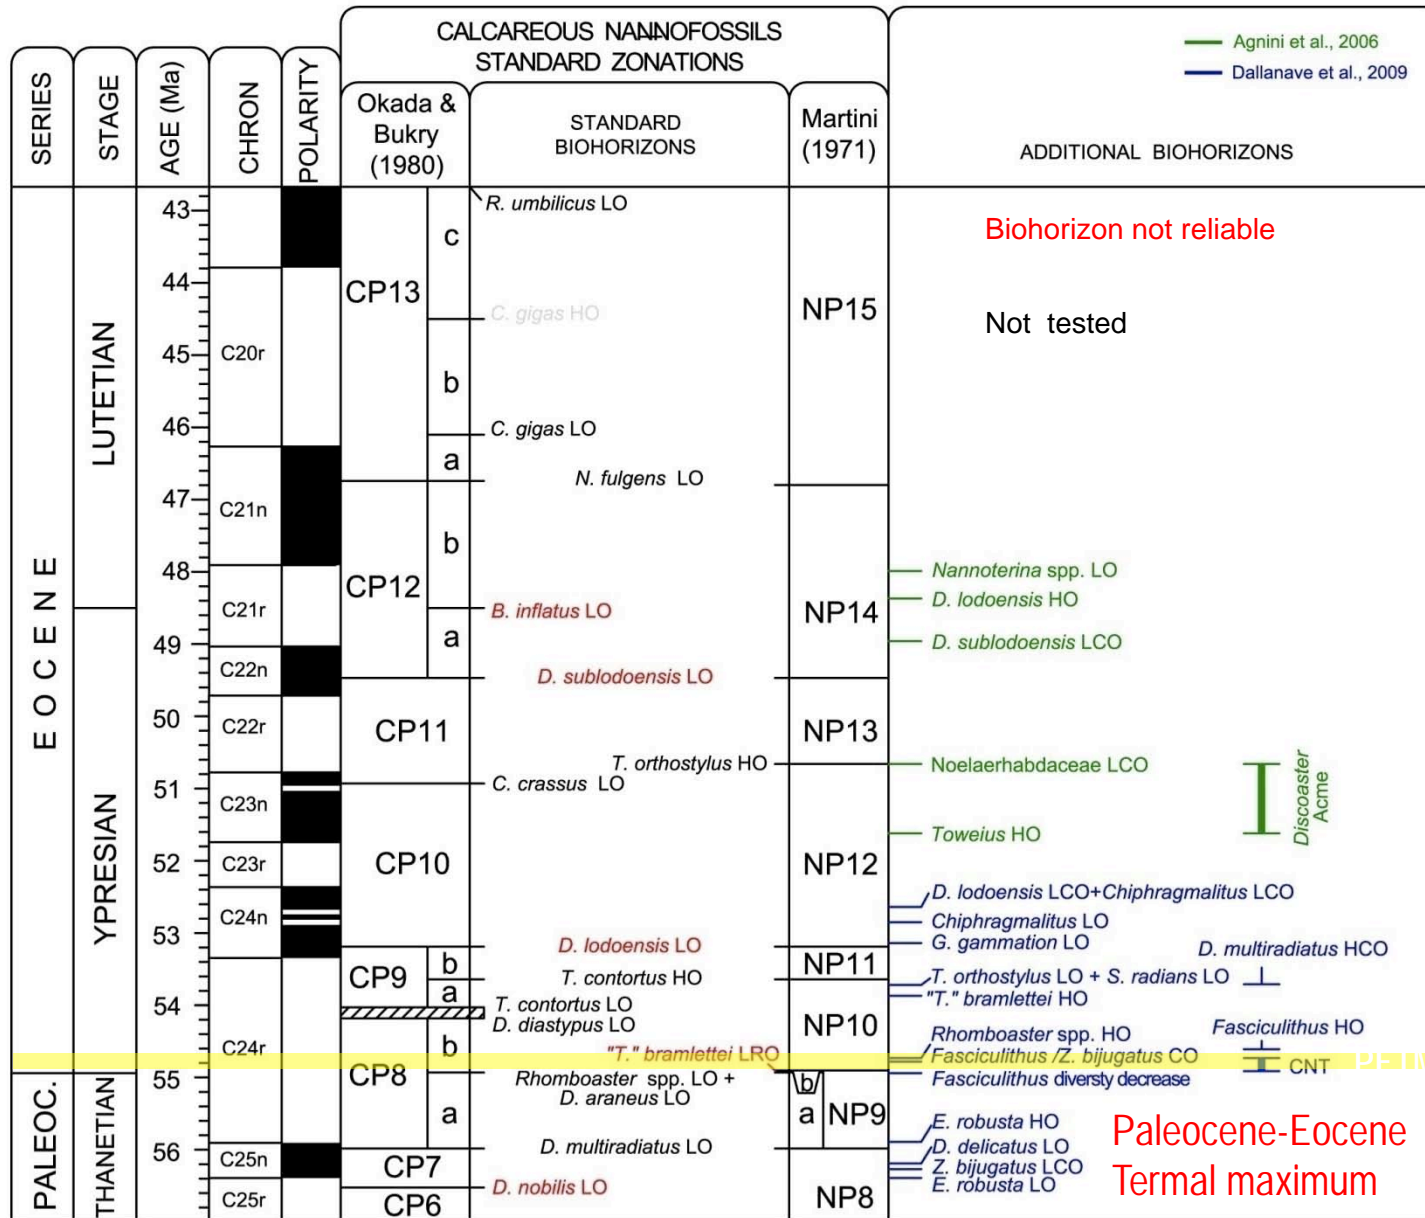 CALCAREOUS NANNOFOSSILS
STANDARD ZONATIONS
Agnini et al., 2006
Dallanave et al., 2009
SERIES
STAGE
AGE (Ma)
CHRON
POLARITY
Okada &
Bukry
(1980)
STANDARD
BIOHORIZONS
Martini
(1971)
ADDITIONAL BIOHORIZONS
EOCENE
PALEOC.
LUTETIAN
YPRESIAN
THANETIAN
43
44
45
46
47
48
49
50
51
52
53
54
55
56
C20r
C21n
C21r
C22n
C22r
C23n
C23r
C24n
C24r
C25n
C25r
CP13
c
b
a
CP12
b
a
CP11
CP10
CP9
b
a
CP8
b
a
CP7
CP6
R. umbilicus LO
C. gigas HO
C. gigas LO
N. fulgens LO
B. inflatus LO
D. sublodoensis LO
T. orthostylus HO
C. crassus LO
D. lodoensis LO
T. contortus HO
T. contortus LO
D. diastypus LO
"T." bramlettei LRO
Rhomboaster spp. LO +
D. araneus LO
D. multiradiatus LO
D. nobilis LO
NP15
NP14
NP13
NP12
NP11
NP10
b
a
NP9
NP8
Biohorizon not reliable
Not tested
Nannoterina spp. LO
D. lodoensis HO
D. sublodoensis LCO
Noelaerhabdaceae LCO
Discoaster
Acme
Toweius HO
D. lodoensis LCO+Chiphragmalitus LCO
Chiphragmalitus LO
G. gammation LO
D. multiradiatus HCO
T. orthostylus LO + S. radians LO
"T." bramlettei HO
Rhomboaster spp. HO
Fasciculithus HO
Fasciculithus /Z. bijugatus CO
CNT
PETM
Fasciculithus diversty decrease
E. robusta HO
D. delicatus LO
Z. bijugatus LCO
E. robusta LO
Paleocene-Eocene
Termal maximum